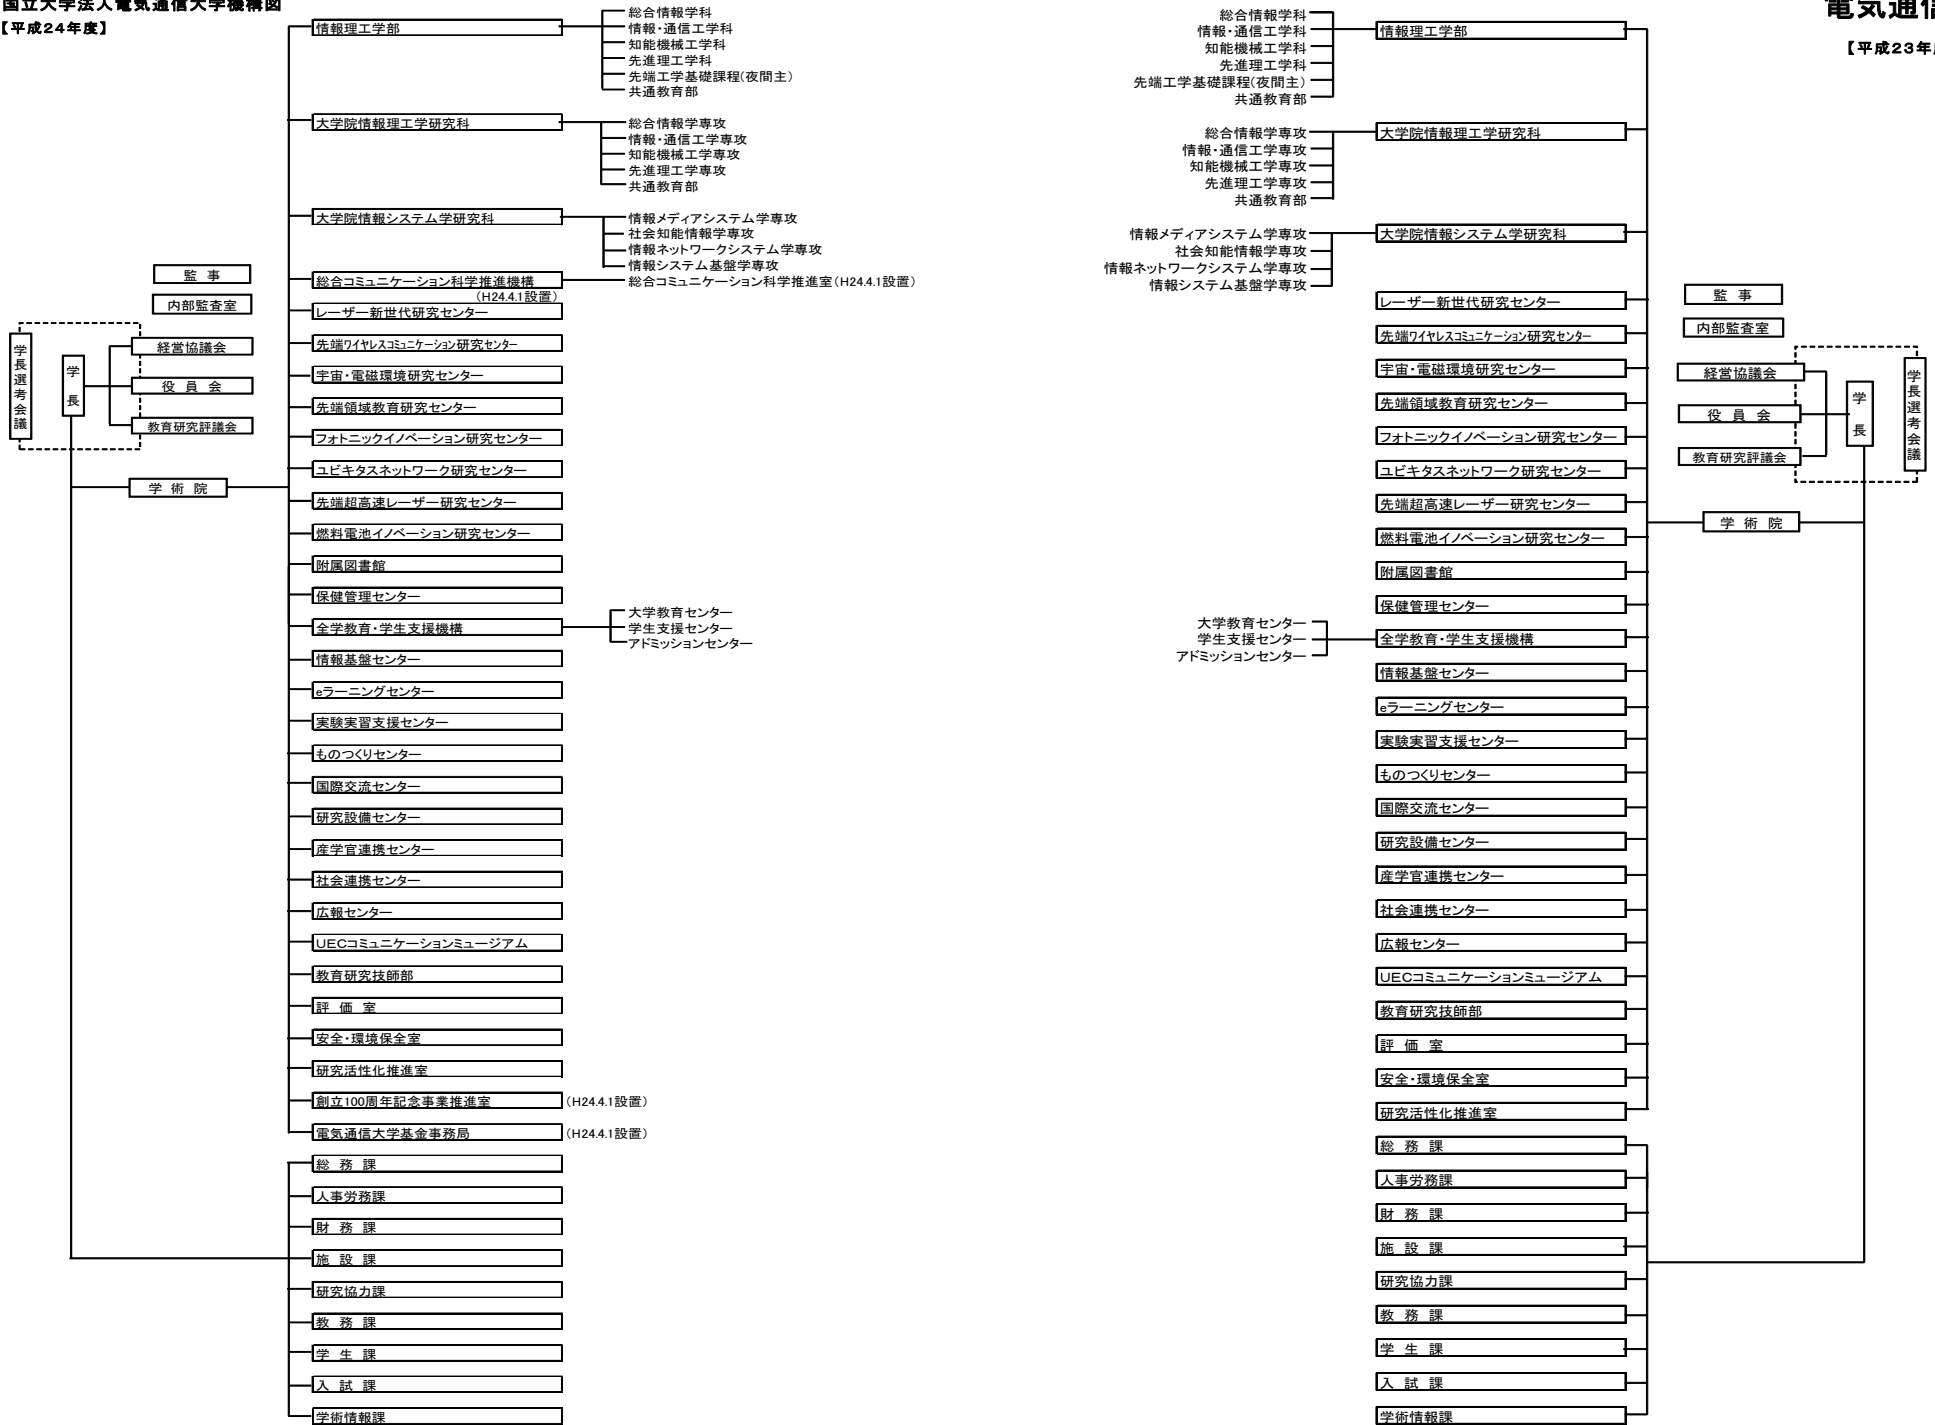 国立大学法人電気通信大学機構図
【平成24年度】
監　事
内部監査室
学長選考会議
学　長
経営協議会
役　員　会
教育研究評議会
学　術　院
情報理工学部
総合情報学科
情報・通信工学科
知能機械工学科
先進理工学科
先端工学基礎課程(夜間主)
共通教育部
大学院情報理工学研究科
総合情報学専攻
情報・通信工学専攻
知能機械工学専攻
先進理工学専攻
共通教育部
大学院情報システム学研究科
情報メディアシステム学専攻
社会知能情報学専攻
情報ネットワークシステム学専攻
情報システム基盤学専攻
総合コミュニケーション科学推進機構
(H24.4.1設置)
総合コミュニケーション科学推進室(H24.4.1設置)
レーザー新世代研究センター
先端ワイヤレスコミュニケーション研究センター
宇宙・電磁環境研究センター
先端領域教育研究センター
フォトニックイノベーション研究センター
ユビキタスネットワーク研究センター
先端超高速レーザー研究センター
燃料電池イノベーション研究センター
附属図書館
保健管理センター
全学教育・学生支援機構
大学教育センター
学生支援センター
アドミッションセンター
情報基盤センター
eラーニングセンター
実験実習支援センター
ものつくりセンター
国際交流センター
研究設備センター
産学官連携センター
社会連携センター
広報センター
UECコミュニケーションミュージアム
教育研究技師部
評　価　室
安全・環境保全室
研究活性化推進室
創立100周年記念事業推進室
(H24.4.1設置)
電気通信大学基金事務局
(H24.4.1設置)
総　務　課
人事労務課
財　務　課
施　設　課
研究協力課
教　務　課
学　生　課
入　試　課
学術情報課
電気通信
【平成23年
総合情報学科
情報・通信工学科
知能機械工学科
先進理工学科
先端工学基礎課程(夜間主)
共通教育部
情報理工学部
総合情報学専攻
情報・通信工学専攻
知能機械工学専攻
先進理工学専攻
共通教育部
大学院情報理工学研究科
情報メディアシステム学専攻
社会知能情報学専攻
情報ネットワークシステム学専攻
情報システム基盤学専攻
大学院情報システム学研究科
レーザー新世代研究センター
先端ワイヤレスコミュニケーション研究センター
宇宙・電磁環境研究センター
先端領域教育研究センター
フォトニックイノベーション研究センター
ユビキタスネットワーク研究センター
先端超高速レーザー研究センター
燃料電池イノベーション研究センター
附属図書館
保健管理センター
大学教育センター
学生支援センター
アドミッションセンター
全学教育・学生支援機構
情報基盤センター
eラーニングセンター
実験実習支援センター
ものつくりセンター
国際交流センター
研究設備センター
産学官連携センター
社会連携センター
広報センター
UECコミュニケーションミュージアム
教育研究技師部
評　価　室
安全・環境保全室
研究活性化推進室
総　務　課
人事労務課
財　務　課
施　設　課
研究協力課
教　務　課
学　生　課
入　試　課
学術情報課
監　事
内部監査室
経営協議会
役　員　会
教育研究評議会
学　長
学長選考会議
学　術　院